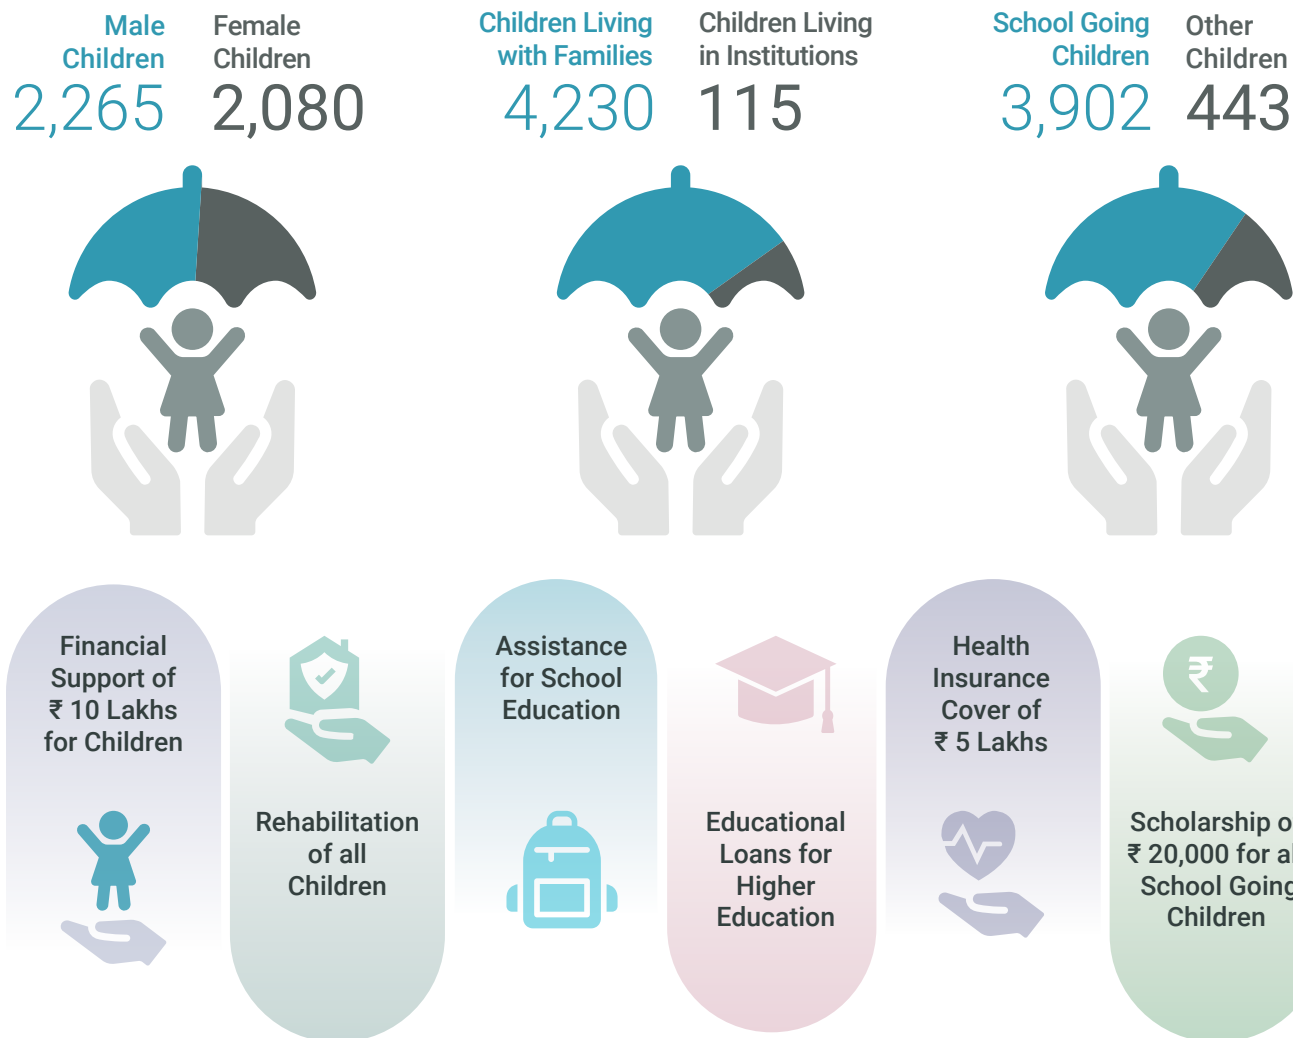 Male
Children
2,265
Female
Children
2,080
Children Living
with Families
4,230
Children Living
in Institutions
115
School Going
Children
3,902
Other
Children
443
Financial
Support of
₹ 10 Lakhs
for Children
Rehabilitation
of all
Children
Assistance
for School
Education
Educational
Loans for
Higher
Education
Health
Insurance
Cover of
₹ 5 Lakhs
₹
Scholarship o
₹ 20,000 for al
School Going
Children